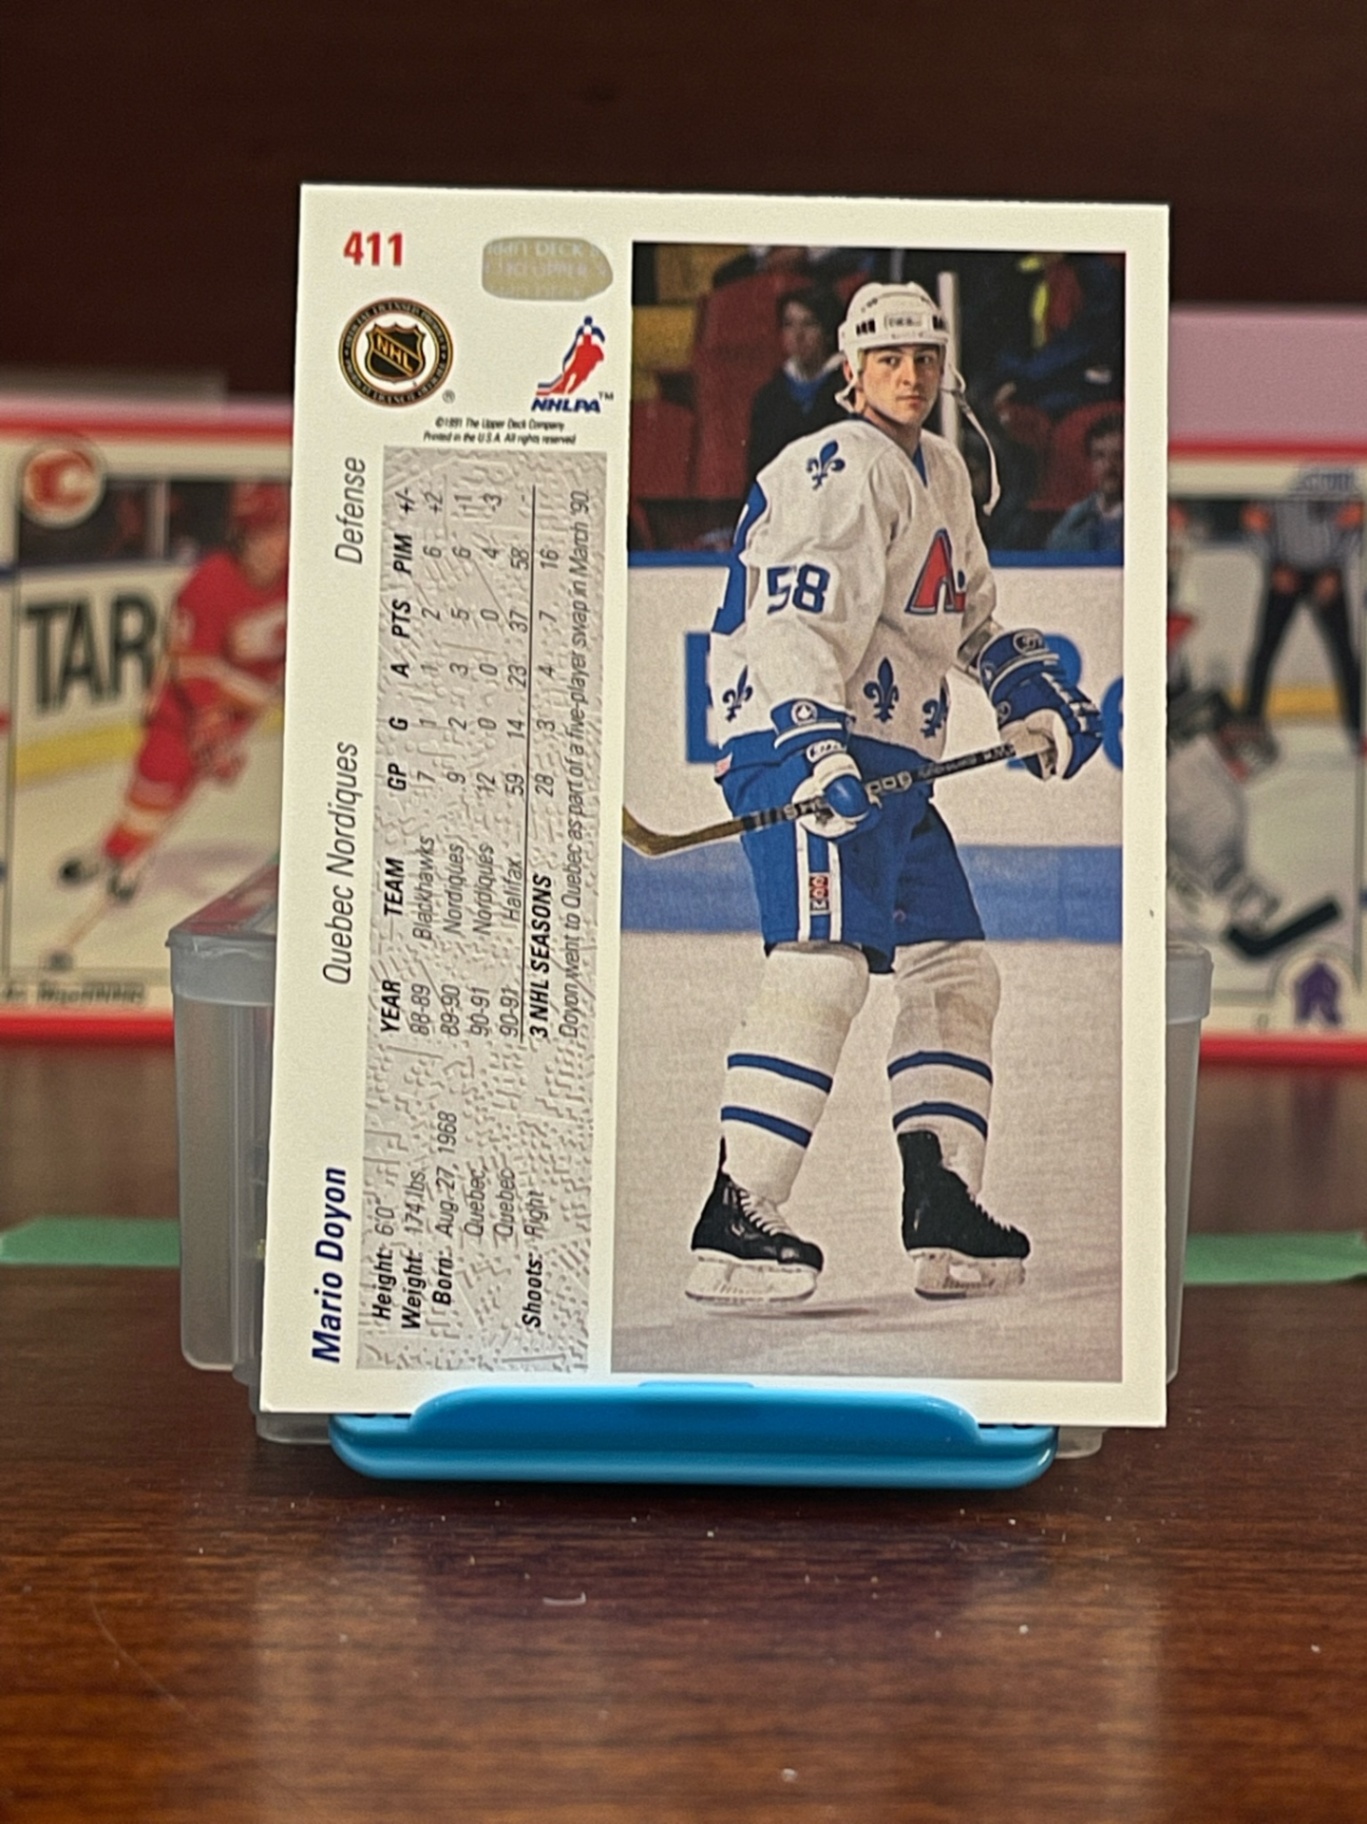 411
NHL
®
NHLPA™
©1991 The Upper Deck Company
Printed in the U.S.A. All rights reserved
Mario Doyon Quebec Nordiques Defense
Height: 6'0"
Weight: 174 lbs.
Born: Aug. 27, 1968
Quebec,
Quebec
Shoots: Right
YEAR TEAM GP G A PTS PIM +/-
88-89 Blackhawks 7 1 1 2 6 +2
89-90 Nordiques 9 2 3 5 6 -1
90-91 Nordiques 12 0 0 0 4 -3
90-91 Halifax 59 14 23 37 58 -
3 NHL SEASONS 28 3 4 7 16
Doyon went to Quebec as part of a five-player swap in March '90.
58
TAR